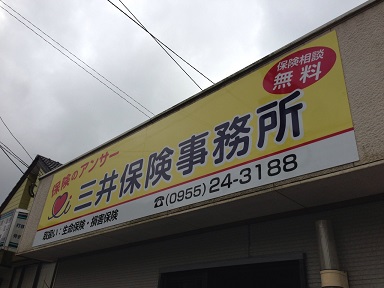 保険相談
無料
保険のアンサー
三井保険事務所
☎(0955)24-3188
取扱い:生命保険・損害保険